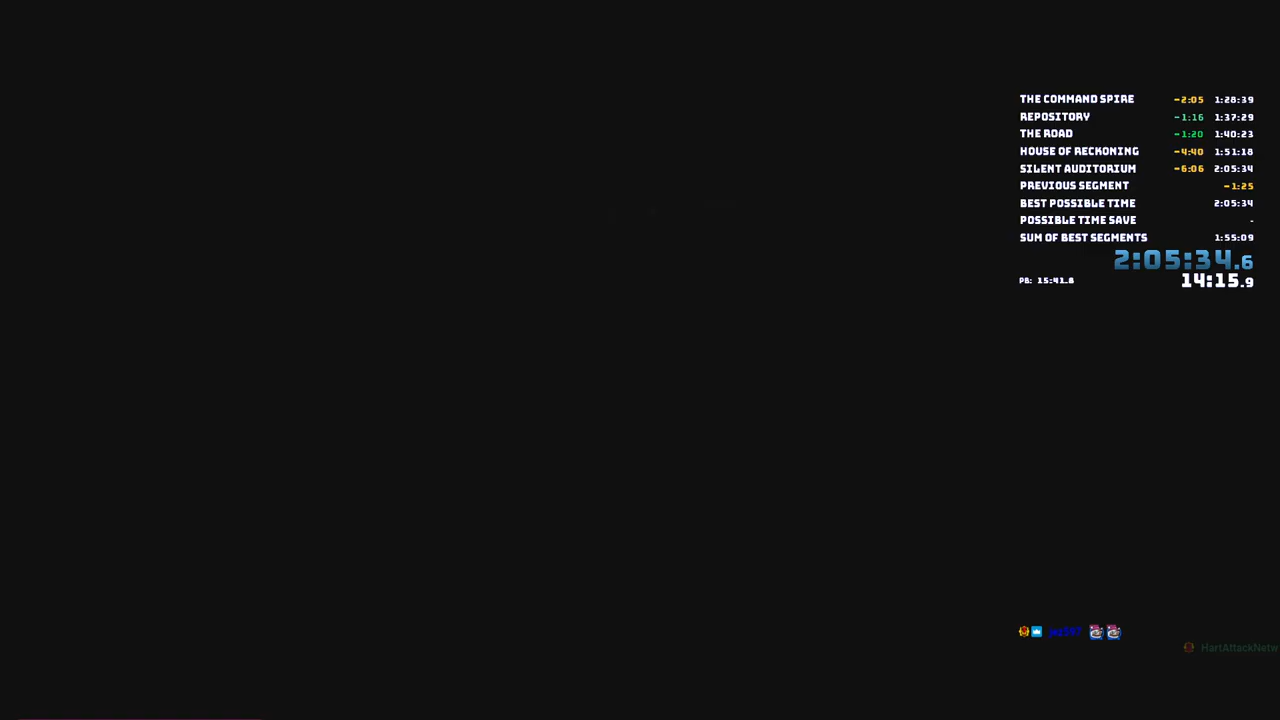 THE COMMAND SPIRE -2:05 1:28:39
REPOSITORY -1:16 1:37:29
THE ROAD -1:20 1:40:23
HOUSE OF RECKONING -4:40 1:51:18
SILENT AUDITORIUM -6:06 2:05:34
PREVIOUS SEGMENT -1:25
BEST POSSIBLE TIME 2:05:34
POSSIBLE TIME SAVE -
SUM OF BEST SEGMENTS 1:55:09
2:05:34.6
PB: 15:41.8 14:15.9
HartAttackNetw